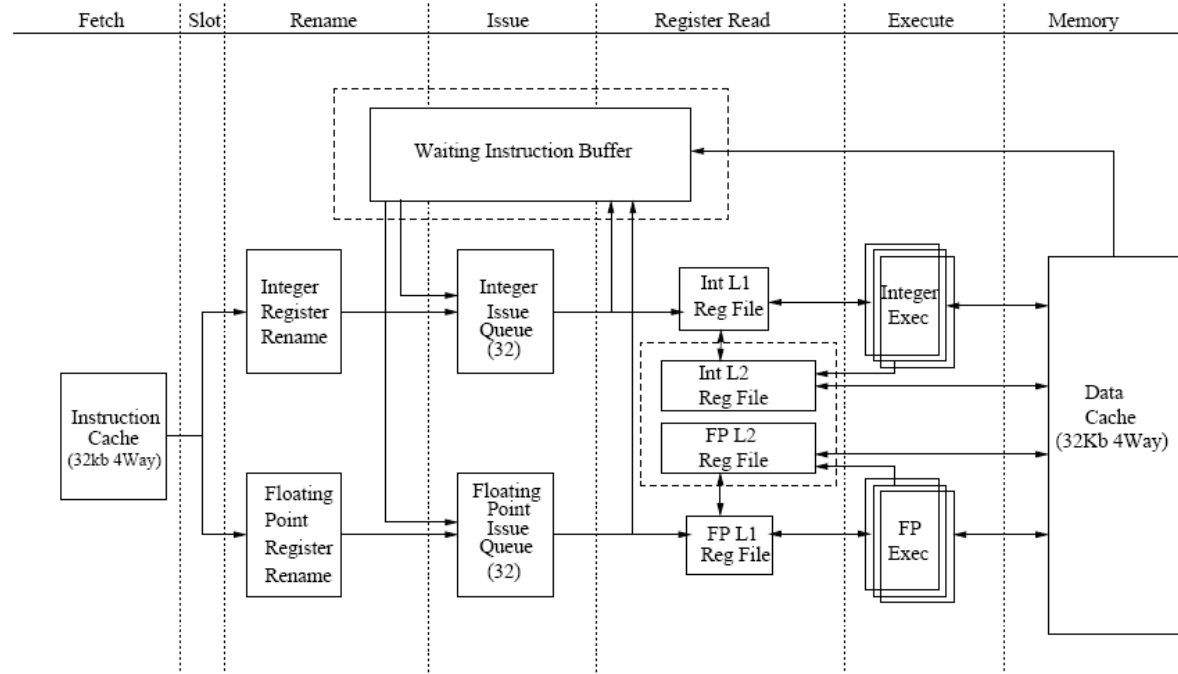 Fetch
Slot
Rename
Issue
Register Read
Execute
Memory
Waiting Instruction Buffer
Integer
Register
Rename
Integer
Issue
Queue
(32)
Int L1
Reg File
Integer
Exec
Int L2
Reg File
Instruction
Cache
(32kb 4Way)
Data
Cache
(32Kb 4Way)
FP L2
Reg File
Floating
Point
Register
Rename
Floating
Point
Issue
Queue
(32)
FP L1
Reg File
FP
Exec